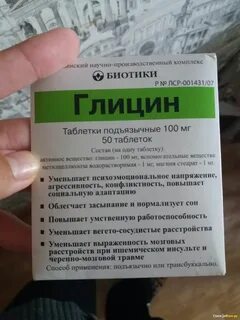 нский научно-производственный комплекс
БИОТИКИ
Р № ЛСР-001431/07
Глицин
Таблетки подъязычные 100 мг
50 таблеток
Состав (на одну таблетку):
активное вещество: глицин - 100 мг, вспомогательные вещества:
метилцеллюлоза водорастворимая - 1 мг, магния стеарат - 1 мг.
Уменьшает психоэмоциональное напряжение,
агрессивность, конфликтность, повышает
социальную адаптацию
Облегчает засыпание и нормализует сон
Повышает умственную работоспособность
Уменьшает вегето-сосудистые расстройства
Уменьшает выраженность мозговых
расстройств при ишемическом инсульте и
черепно-мозговой травме
Способ применения: подъязычно или трансбуккально.